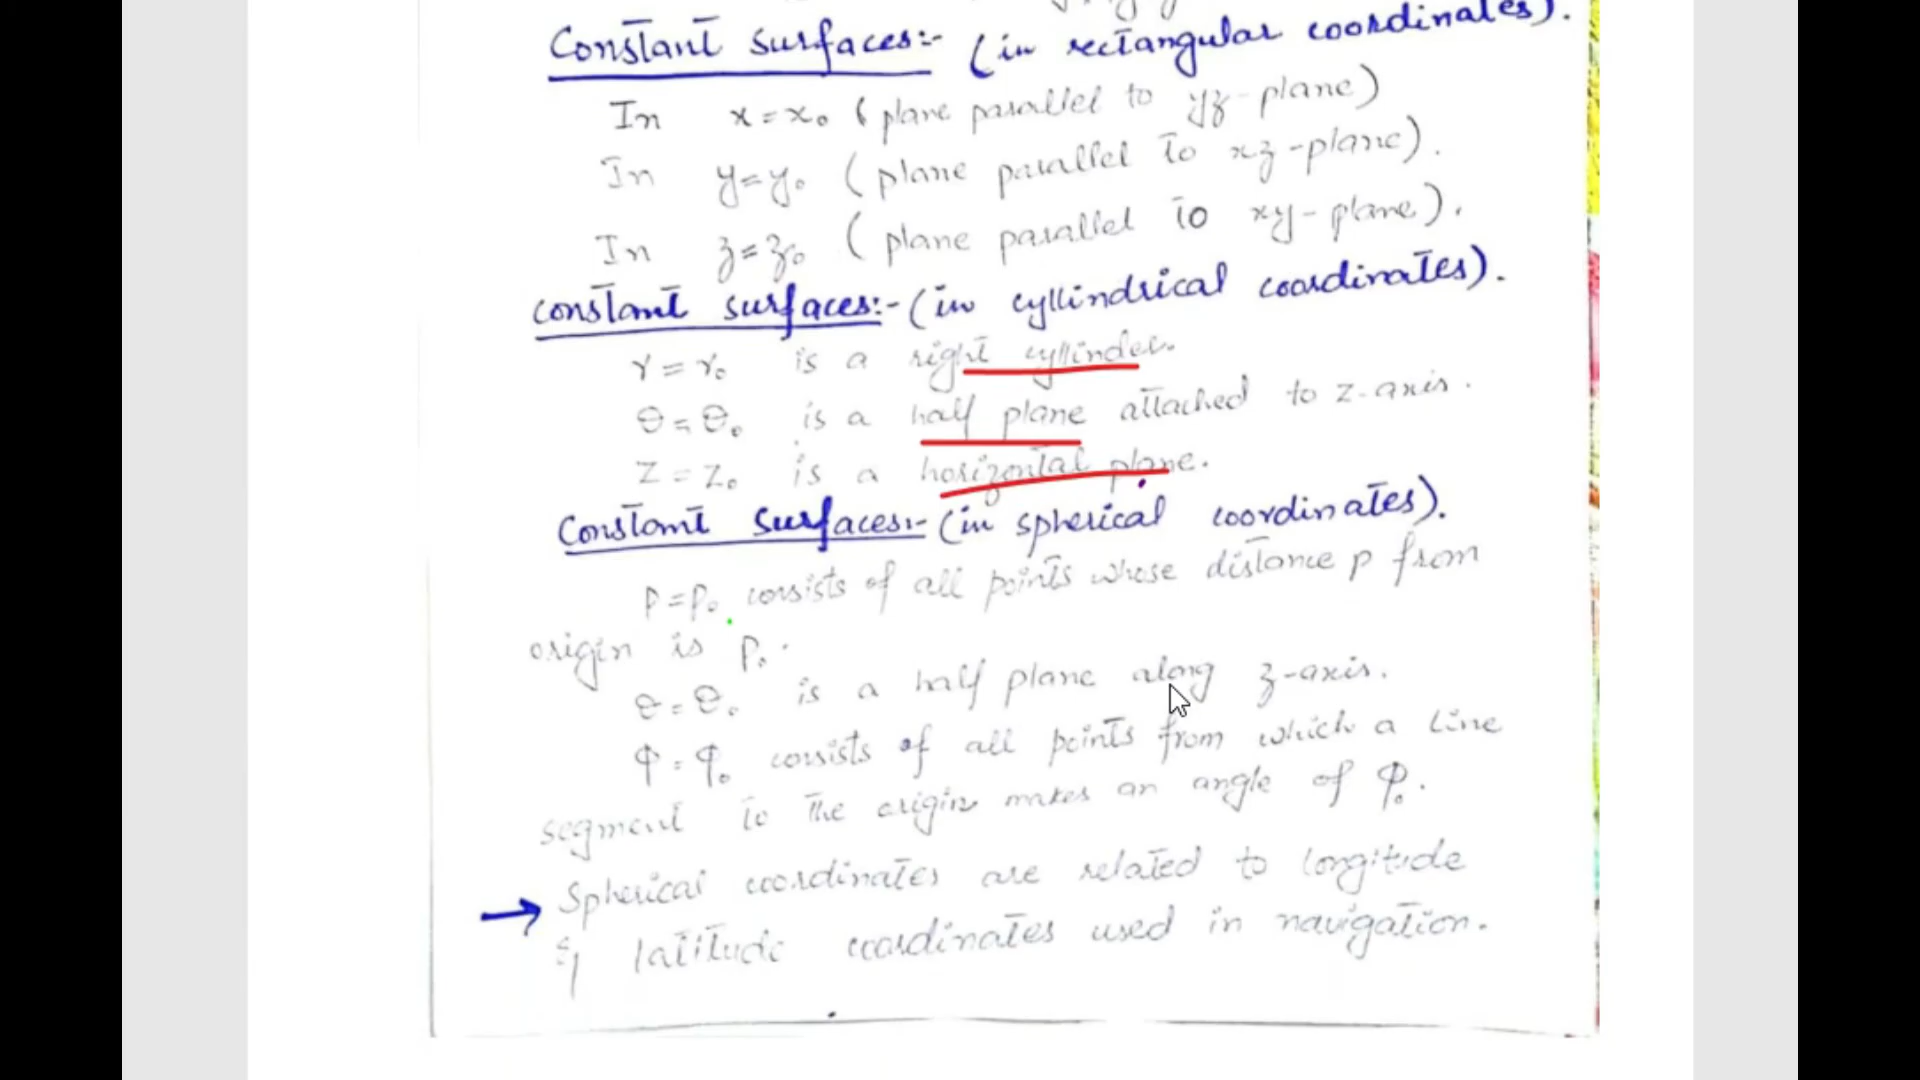 Constant surfaces:- (in rectangular coordinates).
In x = x₀ (plane parallel to yz-plane)
In y = y₀ (plane parallel to xz-plane).
In z = z₀ (plane parallel to xy-plane).
constant surfaces:- (in cyllindrical coordinates).
r = r₀ is a right cyllinder.
θ = θ₀ is a half plane attached to z-axis.
z = z₀ is a horizontal plane.
Constant surfaces:- (in spherical coordinates).
ρ = ρ₀ consists of all points whose distance ρ from
origin is ρ₀.
θ = θ₀ is a half plane along z-axis.
φ = φ₀ consists of all points from which a line
segment to the origin makes an angle of φ₀.
→ Spherical coordinates are related to longitude
& latitude coordinates used in navigation.